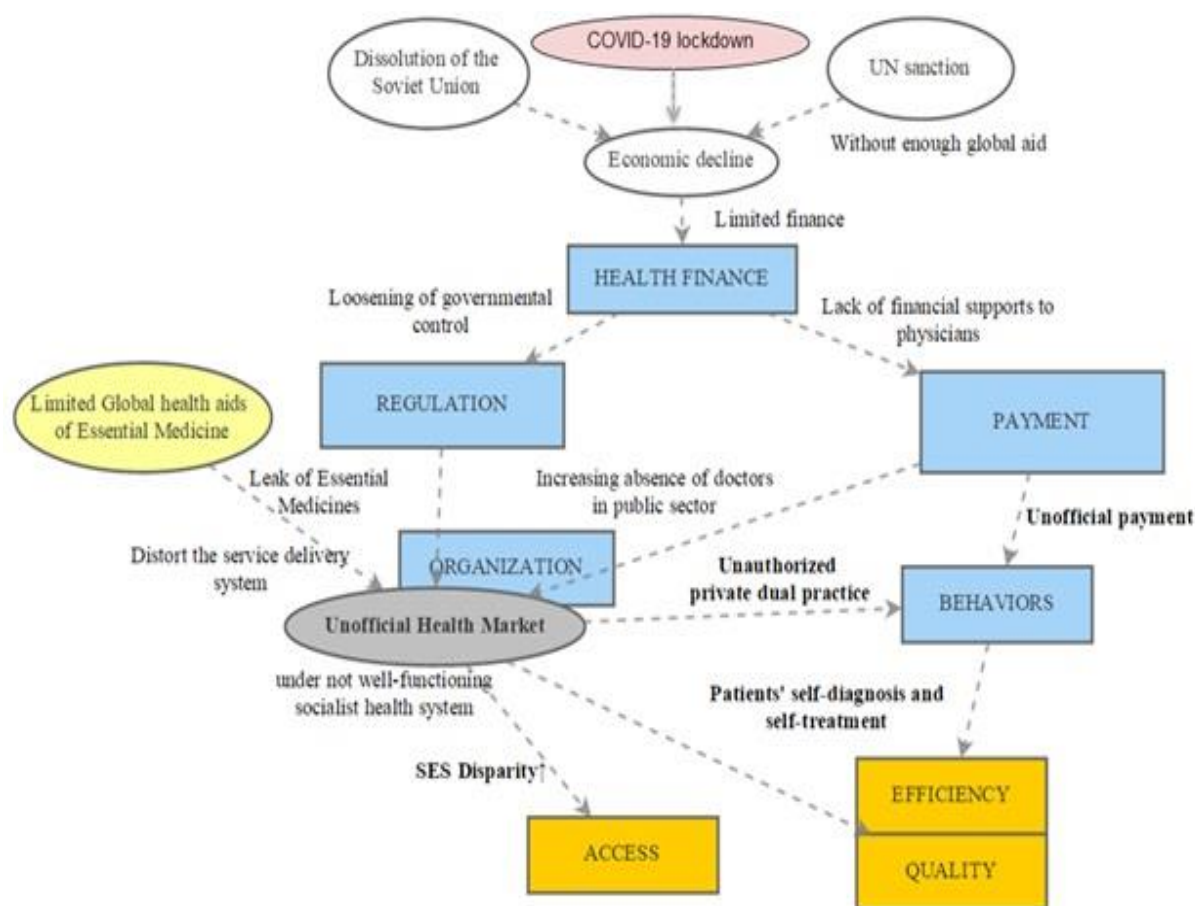 COVID-19 lockdown
Dissolution of the
Soviet Union
UN sanction
Without enough global aid
Economic decline
Limited finance
HEALTH FINANCE
Loosening of governmental
control
Lack of financial supports to
physicians
Limited Global health aids
of Essential Medicine
REGULATION
PAYMENT
Leak of Essential
Medicines
Increasing absence of doctors
in public sector
Unofficial payment
Distort the service delivery
system
ORGANIZATION
Unauthorized
private dual practice
BEHAVIORS
Unofficial Health Market
under not well-functioning
socialist health system
Patients' self-diagnosis and
self-treatment
SES Disparity↑
EFFICIENCY
ACCESS
QUALITY